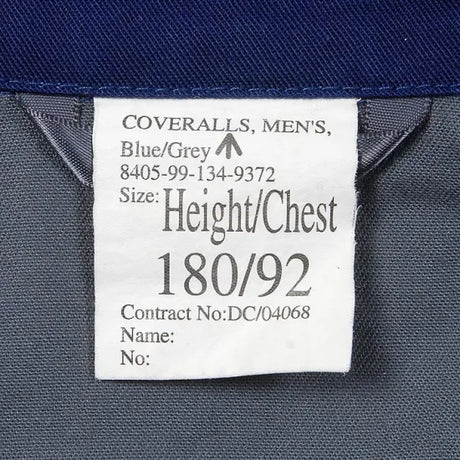 COVERALLS, MEN'S,
Blue/Grey
8405-99-134-9372
Size: Height/Chest
180/92
Contract No:DC/04068
Name:
No: